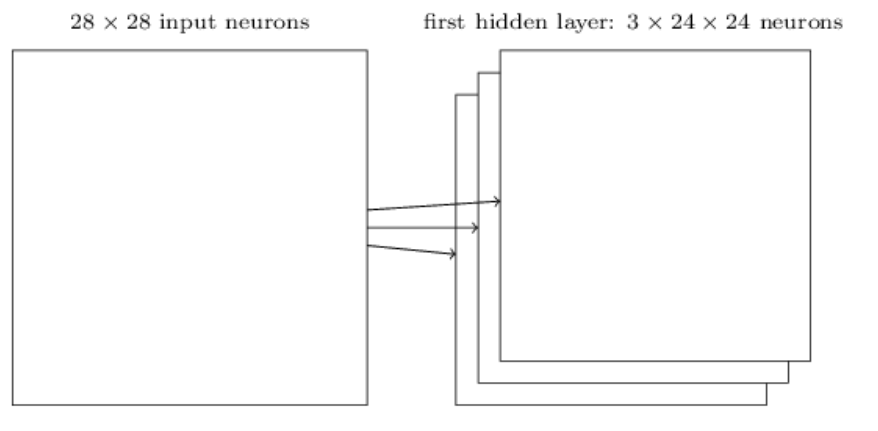 28 × 28 input neurons
first hidden layer: 3 × 24 × 24 neurons